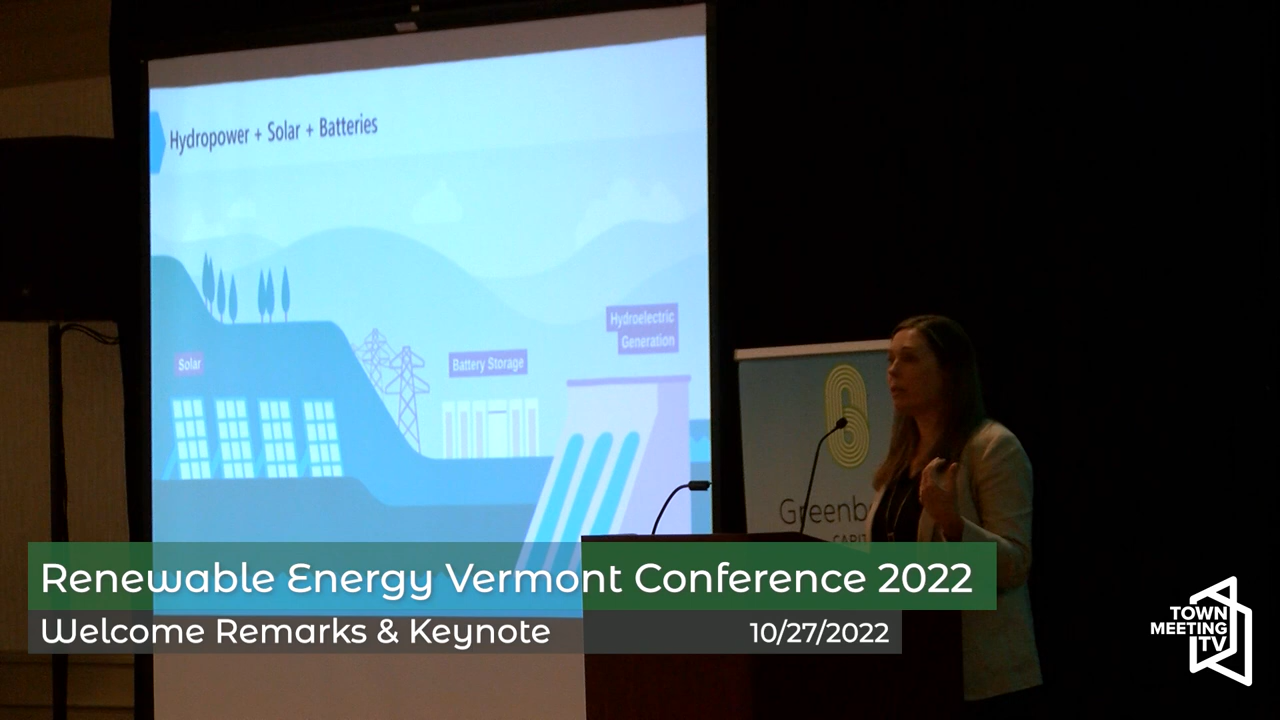 Hydropower + Solar + Batteries
Hydroelectric
Generation
Solar
Battery Storage
Renewable Energy Vermont Conference 2022
Welcome Remarks & Keynote
10/27/2022
TOWN
MEETING
TV